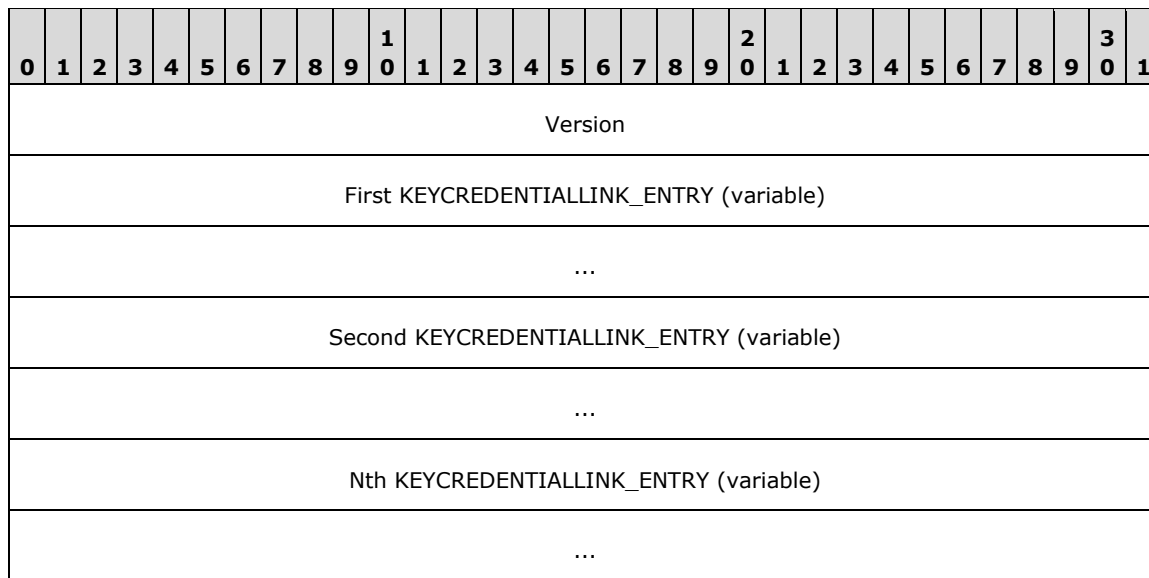 1 2 3
0 1 2 3 4 5 6 7 8 9 0 1 2 3 4 5 6 7 8 9 0 1 2 3 4 5 6 7 8 9 0 1
Version
First KEYCREDENTIALLINK_ENTRY (variable)
...
Second KEYCREDENTIALLINK_ENTRY (variable)
...
Nth KEYCREDENTIALLINK_ENTRY (variable)
...